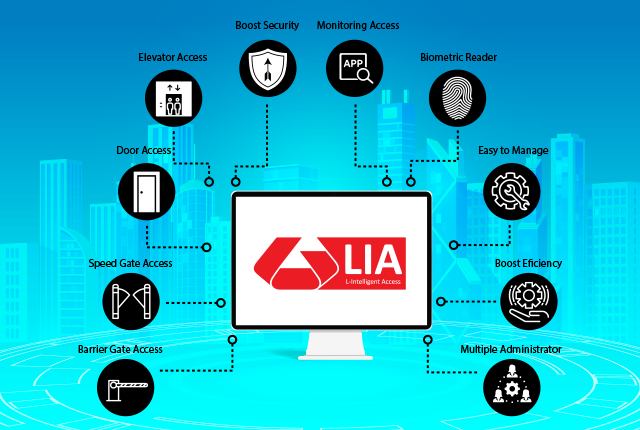 Boost Security
Monitoring Access
Elevator Access
Biometric Reader
APP
Door Access
Easy to Manage
LIA
L-Intelligent Access
Speed Gate Access
Boost Eficiency
Barrier Gate Access
Multiple Administrator